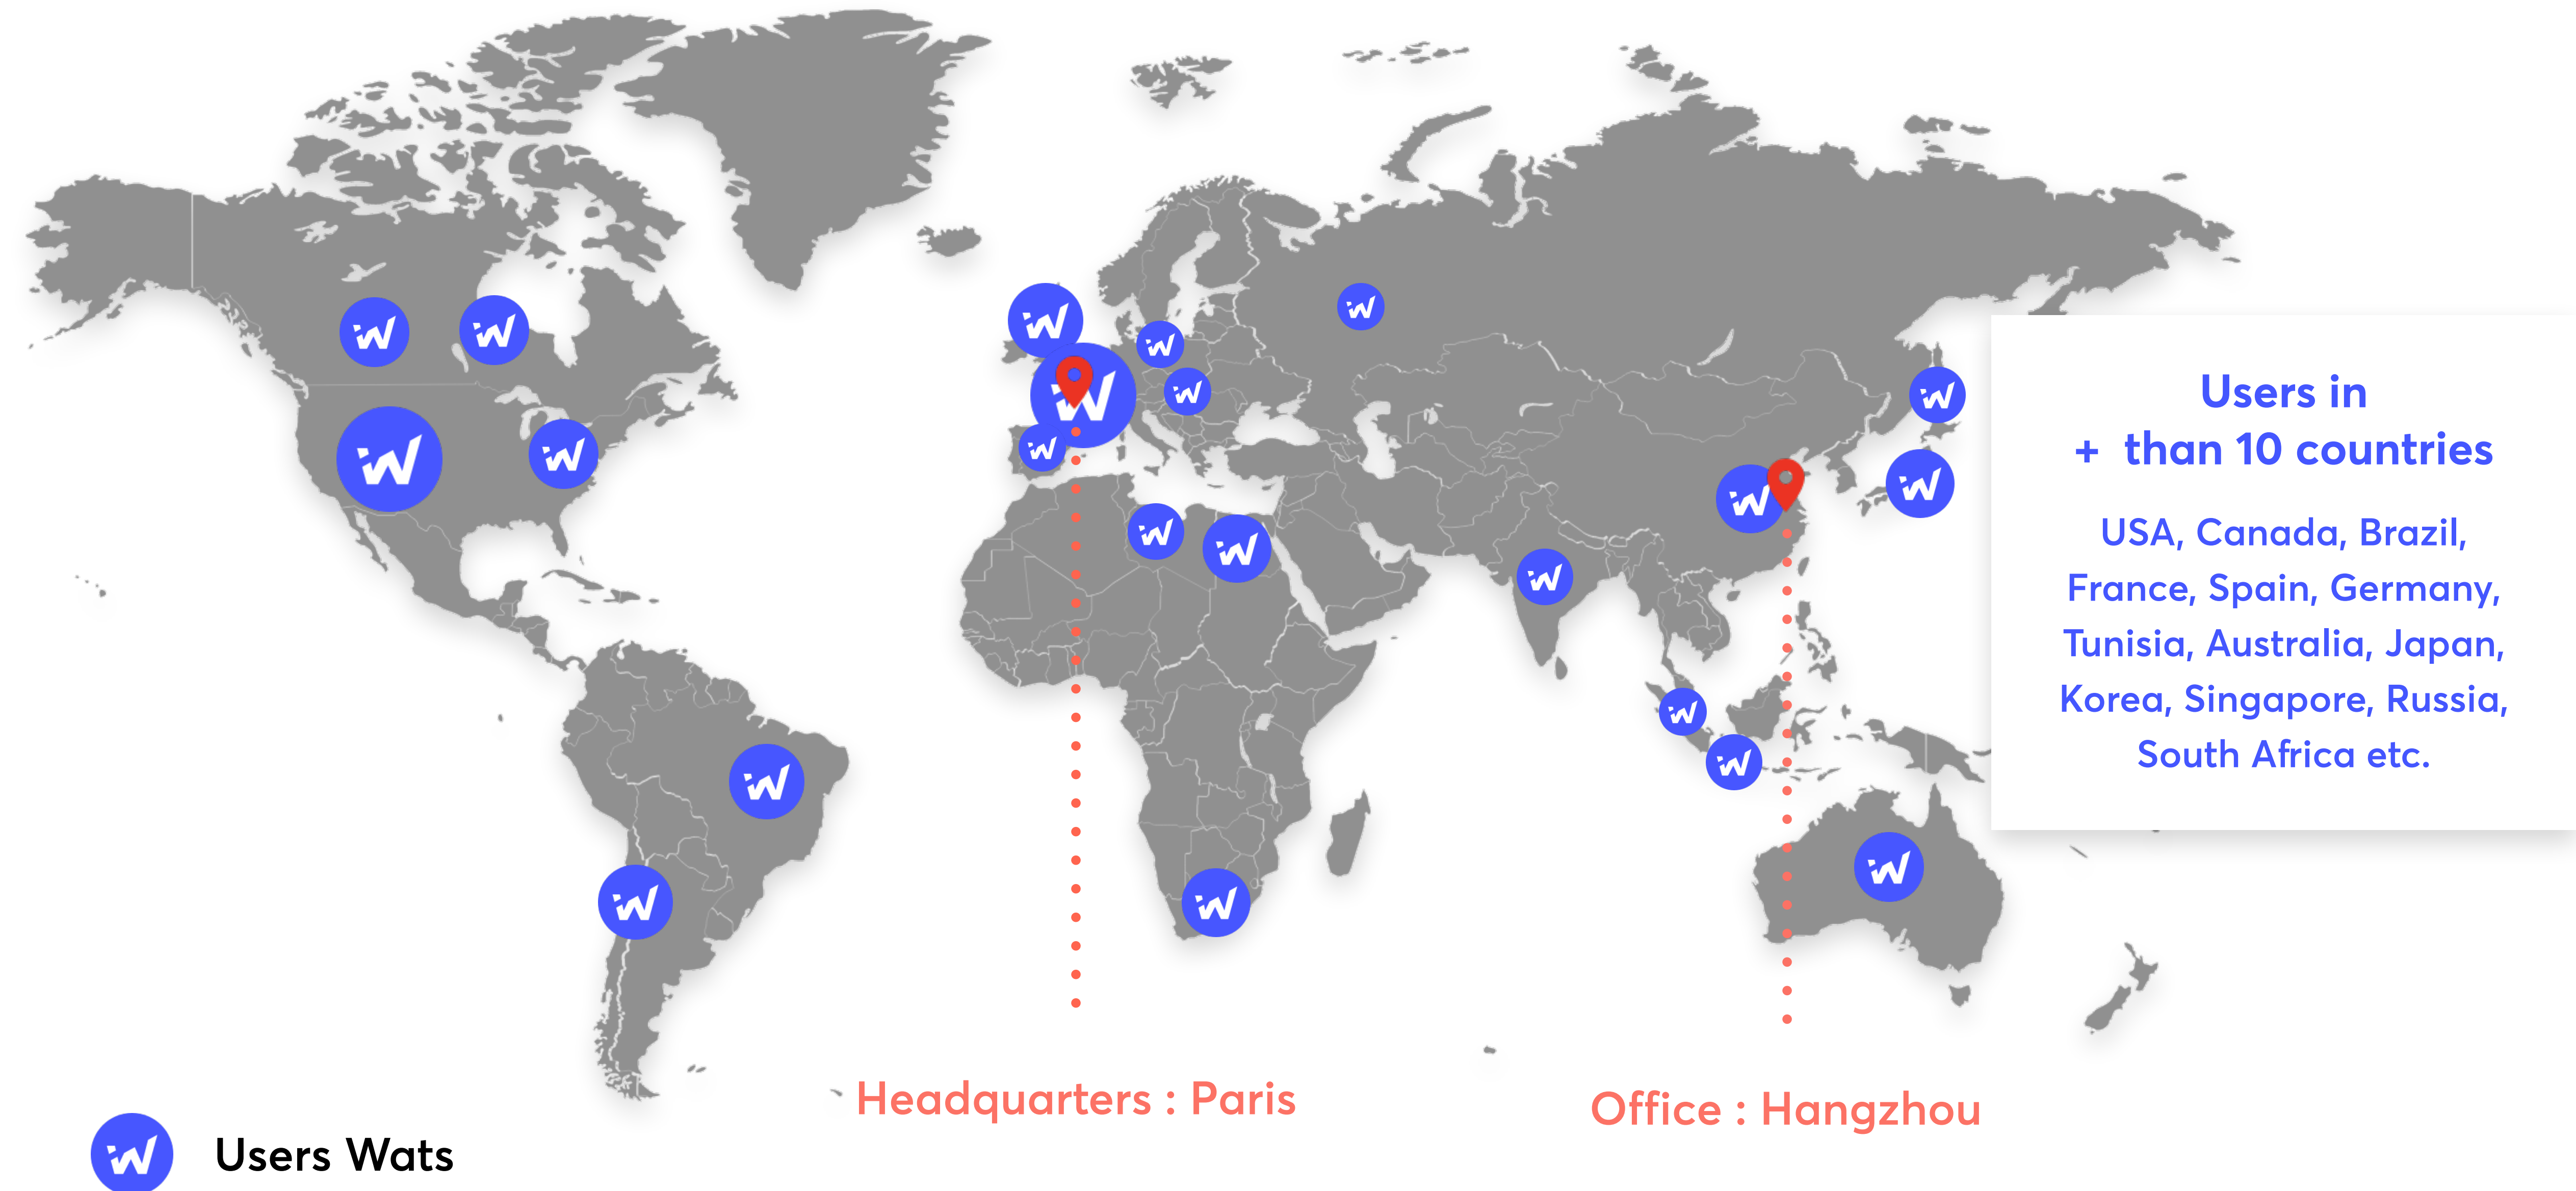 Users in
+ than 10 countries
USA, Canada, Brazil,
France, Spain, Germany,
Tunisia, Australia, Japan,
Korea, Singapore, Russia,
South Africa etc.
Headquarters : Paris
Office : Hangzhou
Users Wats